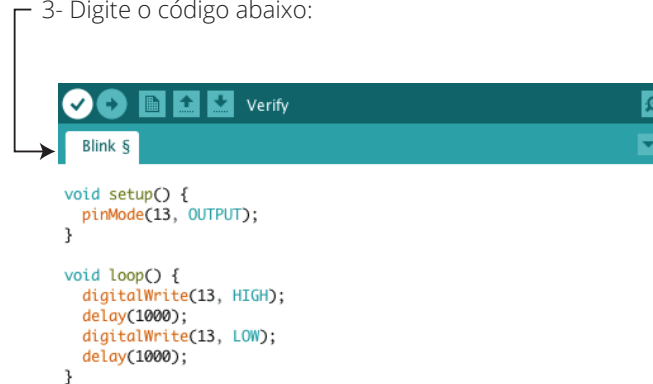 3- Digite o código abaixo:
Verify
Blink §
void setup() {
  pinMode(13, OUTPUT);
}
void loop() {
  digitalWrite(13, HIGH);
  delay(1000);
  digitalWrite(13, LOW);
  delay(1000);
}